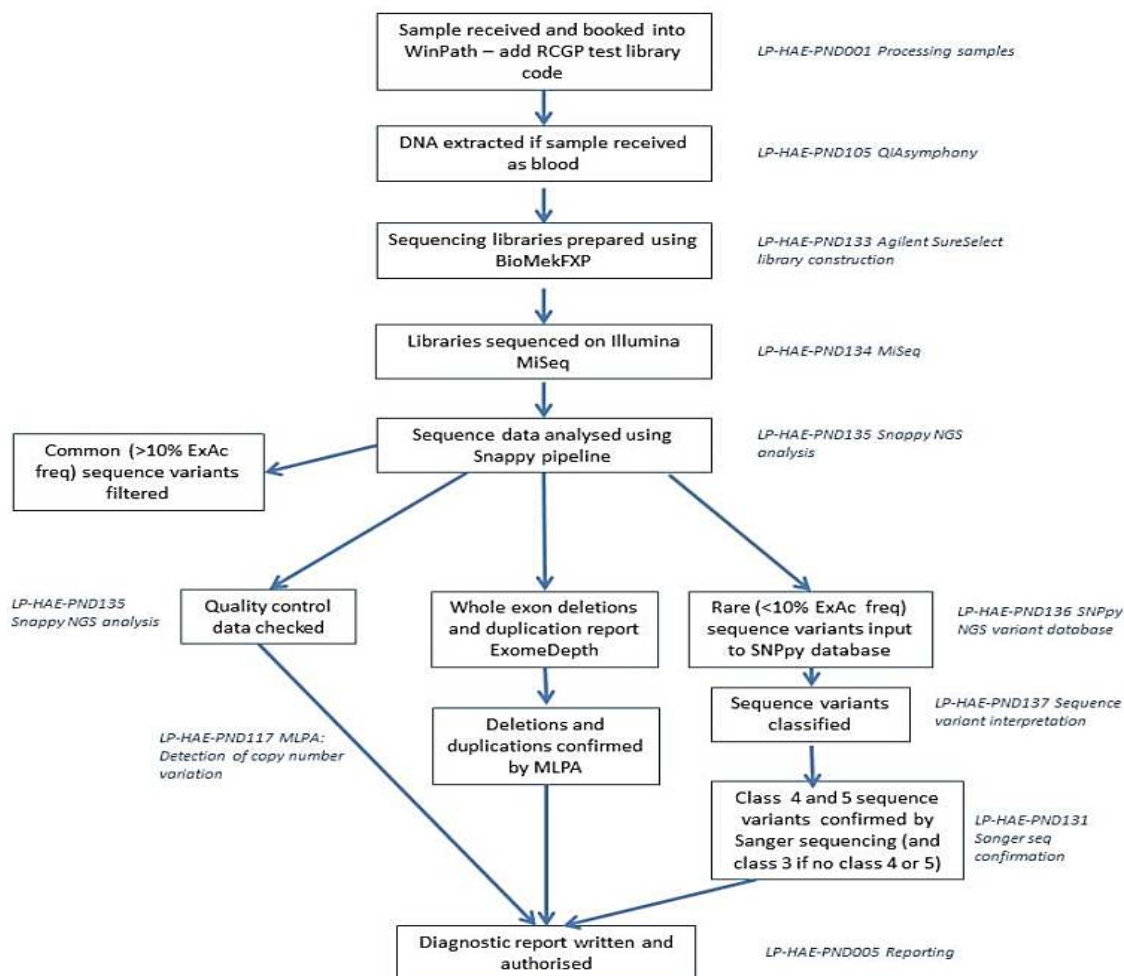 Sample received and booked into
WinPath – add RCGP test library
code
LP-HAE-PND001 Processing samples
DNA extracted if sample received
as blood
LP-HAE-PND105 QIAsymphony
Sequencing libraries prepared using
BioMekFXP
LP-HAE-PND133 Agilent SureSelect
library construction
Libraries sequenced on Illumina
MiSeq
LP-HAE-PND134 MiSeq
Sequence data analysed using
Snappy pipeline
LP-HAE-PND135 Snappy NGS
analysis
Common (>10% ExAc
freq) sequence variants
filtered
LP-HAE-PND135
Snappy NGS analysis
Quality control
data checked
Whole exon deletions
and duplication report
ExomeDepth
Rare (<10% ExAc freq)
sequence variants input
to SNPpy database
LP-HAE-PND136 SNPpy
NGS variant database
LP-HAE-PND117 MLPA:
Detection of copy number
variation
Deletions and
duplications confirmed
by MLPA
Sequence variants
classified
LP-HAE-PND137 Sequence
variant interpretation
Class 4 and 5 sequence
variants confirmed by
Sanger sequencing (and
class 3 if no class 4 or 5)
LP-HAE-PND131
Sanger seq
confirmation
Diagnostic report written and
authorised
LP-HAE-PND005 Reporting